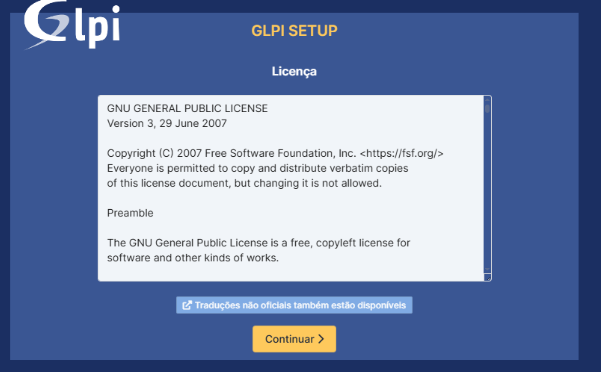 Glpi
GLPI SETUP
Licença
GNU GENERAL PUBLIC LICENSE
Version 3, 29 June 2007
Copyright (C) 2007 Free Software Foundation, Inc. <https://fsf.org/>
Everyone is permitted to copy and distribute verbatim copies
of this license document, but changing it is not allowed.
Preamble
The GNU General Public License is a free, copyleft license for
software and other kinds of works.
Traduções não oficiais também estão disponíveis
Continuar